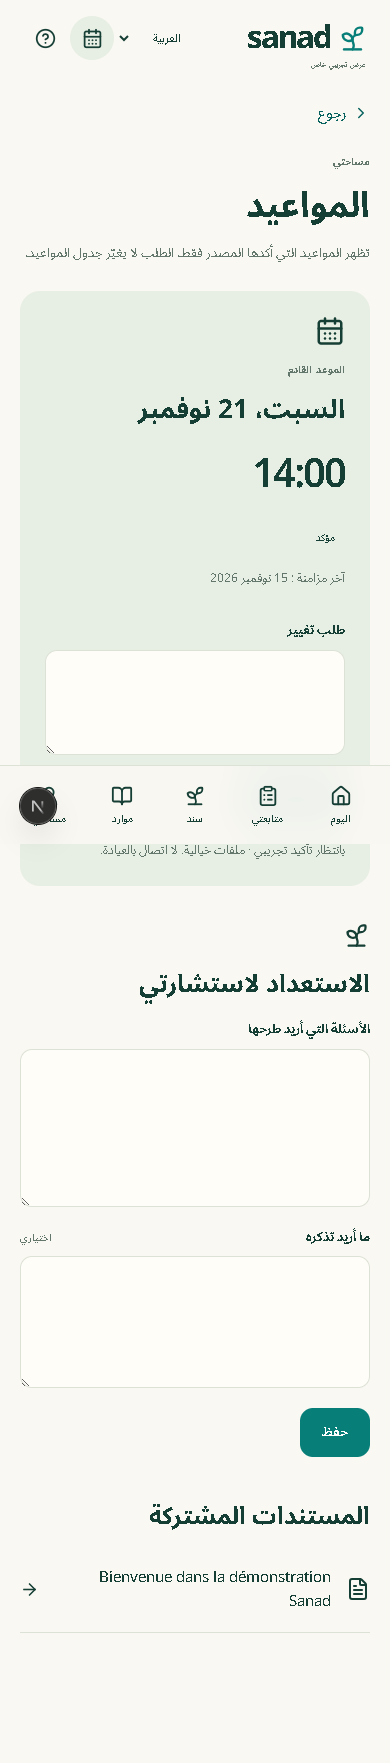 sanad
عرض تجريبي خاص
العربية
رجوع
مساحتي
المواعيد
تظهر المواعيد التي أكدها المصدر فقط. الطلب لا يغيّر جدول المواعيد.
الموعد القادم
السبت، 21 نوفمبر
14:00
مؤكد
آخر مزامنة : 15 نوفمبر 2026
طلب تغيير
اليوم
متابعتي
سند
موارد
N
بانتظار تأكيد تجريبي · ملفات خيالية. لا اتصال بالعيادة.
الاستعداد لاستشارتي
الأسئلة التي أريد طرحها
ما أريد تذكره
اختياري
حفظ
المستندات المشتركة
Bienvenue dans la démonstration
Sanad